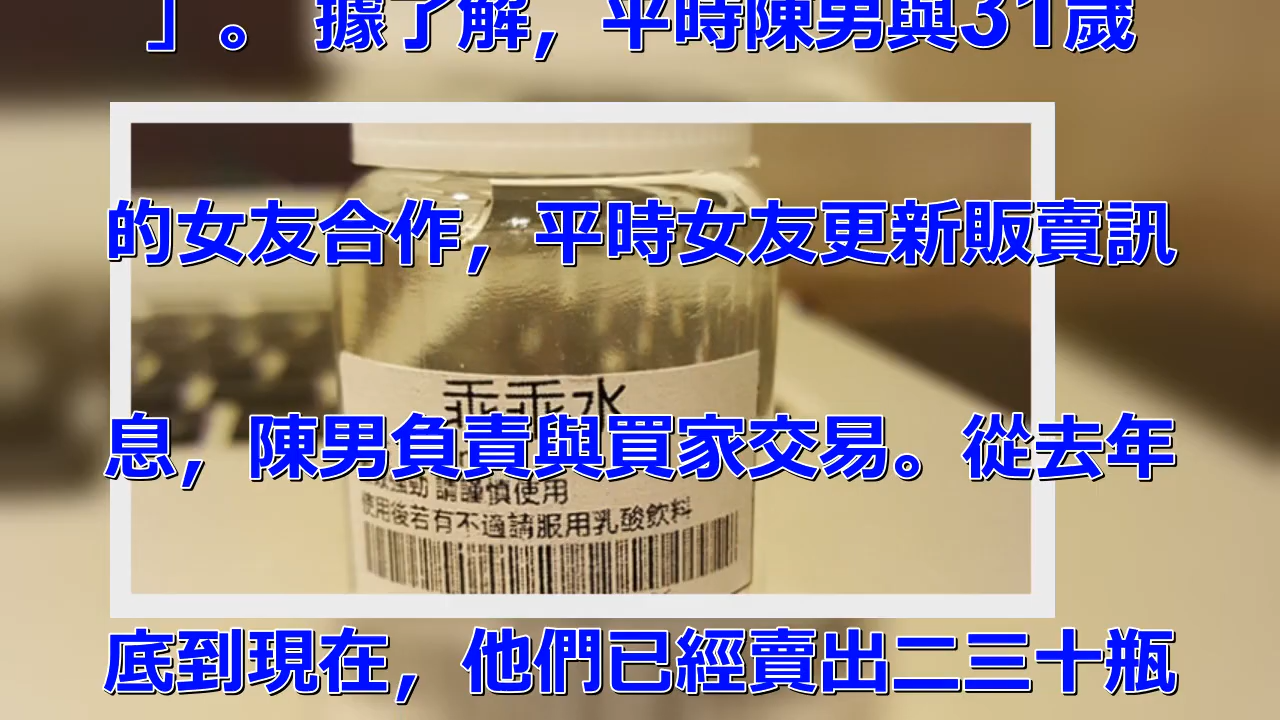 」。據了解，平時陳男與31歲
的女友合作，平時女友更新販賣訊
乖乖水
息，陳男負責與買家交易。從去年
請謹慎使用
使用後若有不適請服用乳酸飲料
底到現在，他們已經賣出二三十瓶